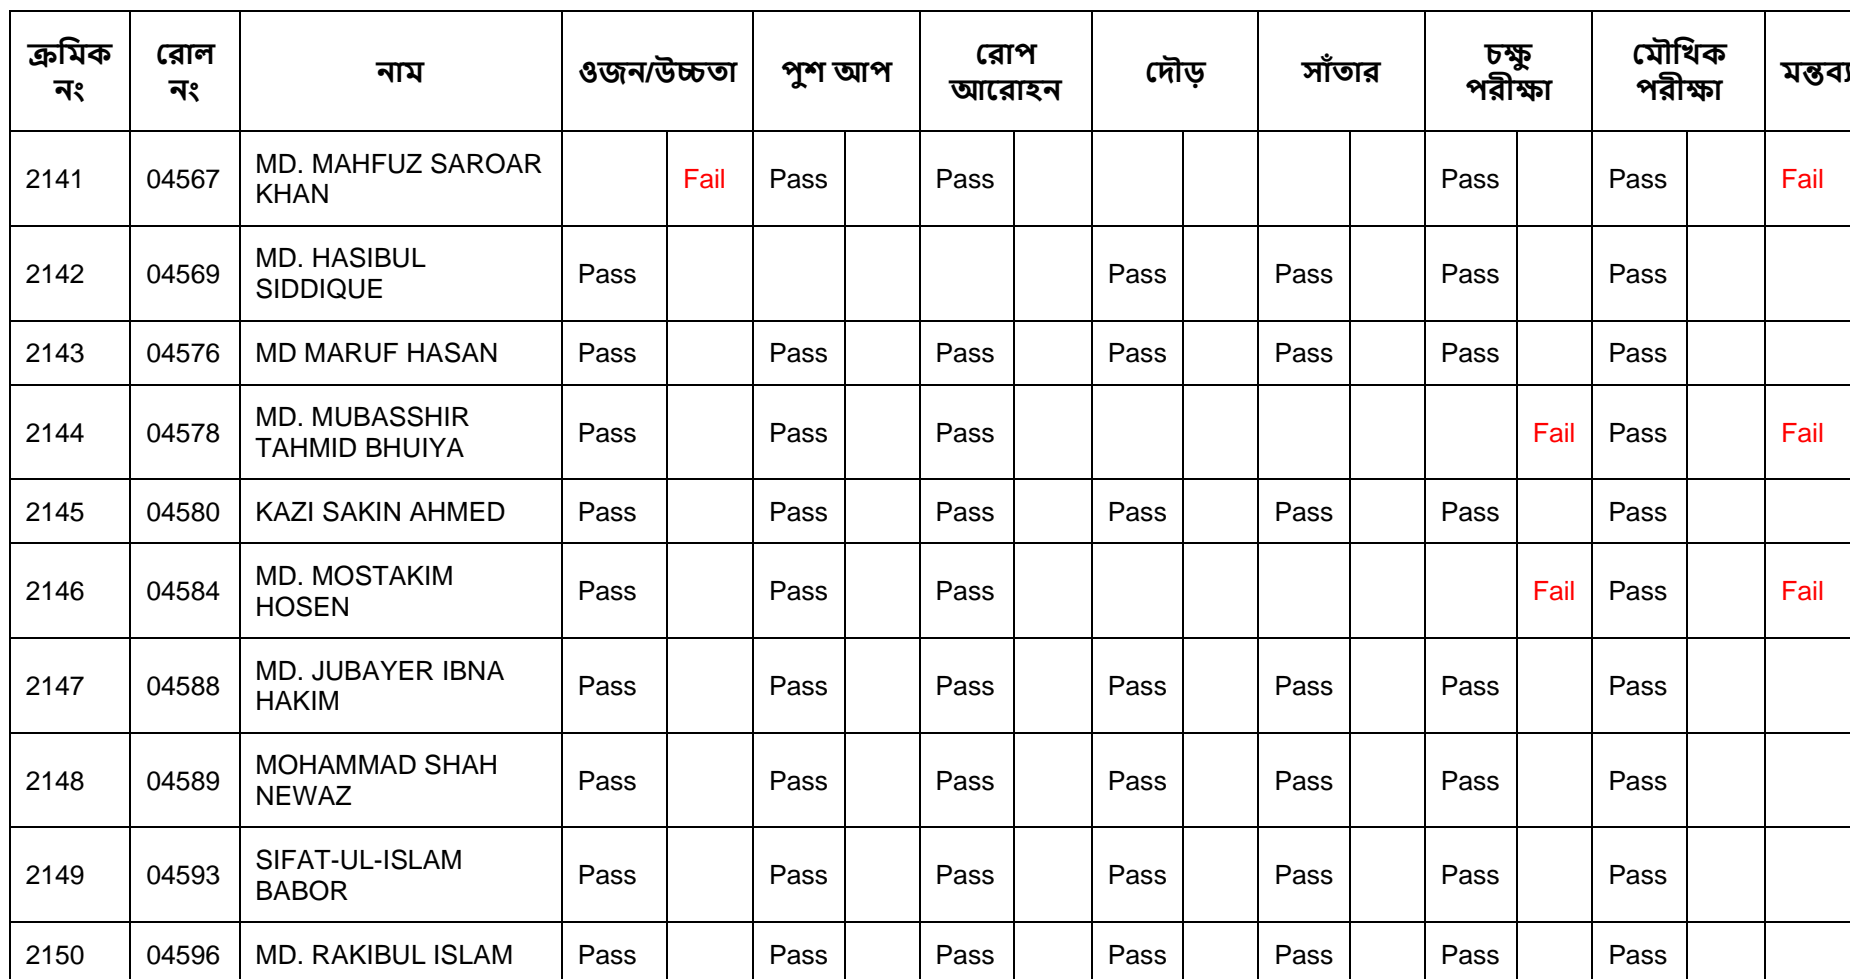 ক্রমিক নং রোল নং নাম ওজন/উচ্চতা পুশ আপ রোপ আরোহন দৌড় সাঁতার চক্ষু পরীক্ষা মৌখিক পরীক্ষা মন্তব্য
2141 04567 MD. MAHFUZ SAROAR KHAN Fail Pass Pass Pass Pass Fail
2142 04569 MD. HASIBUL SIDDIQUE Pass Pass Pass Pass Pass
2143 04576 MD MARUF HASAN Pass Pass Pass Pass Pass Pass Pass
2144 04578 MD. MUBASSHIR TAHMID BHUIYA Pass Pass Pass Fail Pass Fail
2145 04580 KAZI SAKIN AHMED Pass Pass Pass Pass Pass Pass Pass
2146 04584 MD. MOSTAKIM HOSEN Pass Pass Pass Fail Pass Fail
2147 04588 MD. JUBAYER IBNA HAKIM Pass Pass Pass Pass Pass Pass Pass
2148 04589 MOHAMMAD SHAH NEWAZ Pass Pass Pass Pass Pass Pass Pass
2149 04593 SIFAT-UL-ISLAM BABOR Pass Pass Pass Pass Pass Pass Pass
2150 04596 MD. RAKIBUL ISLAM Pass Pass Pass Pass Pass Pass Pass